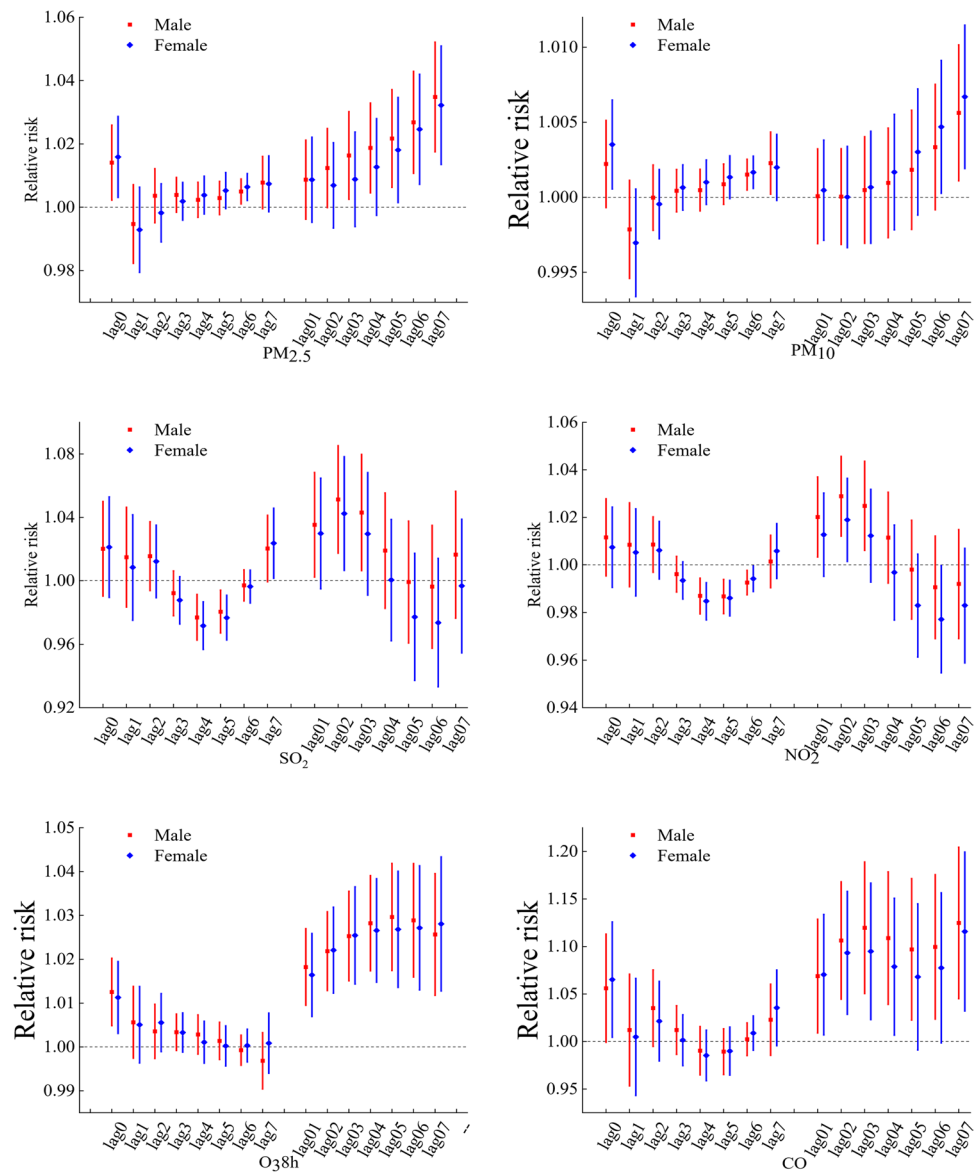 1.06
1.04
1.02
1.00
0.98
Relative risk
Male
Female
lag0 lag1 lag2 lag3 lag4 lag5 lag6 lag7 lag01 lag02 lag03 lag04 lag05 lag06 lag07
PM2.5
1.010
1.005
1.000
0.995
Relative risk
Male
Female
lag0 lag1 lag2 lag3 lag4 lag5 lag6 lag7 lag01 lag02 lag03 lag04 lag05 lag06 lag07
PM10
1.08
1.04
1.00
0.96
0.92
Relative risk
Male
Female
lag0 lag1 lag2 lag3 lag4 lag5 lag6 lag7 lag01 lag02 lag03 lag04 lag05 lag06 lag07
SO2
1.06
1.04
1.02
1.00
0.98
0.96
0.94
Relative risk
Male
Female
lag0 lag1 lag2 lag3 lag4 lag5 lag6 lag7 lag01 lag02 lag03 lag04 lag05 lag06 lag07
NO2
1.05
1.04
1.03
1.02
1.01
1.00
0.99
Relative risk
Male
Female
lag0 lag1 lag2 lag3 lag4 lag5 lag6 lag7 lag01 lag02 lag03 lag04 lag05 lag06 lag07 --
O38h
1.20
1.15
1.10
1.05
1.00
0.95
Relative risk
Male
Female
lag0 lag1 lag2 lag3 lag4 lag5 lag6 lag7 lag01 lag02 lag03 lag04 lag05 lag06 lag07
CO